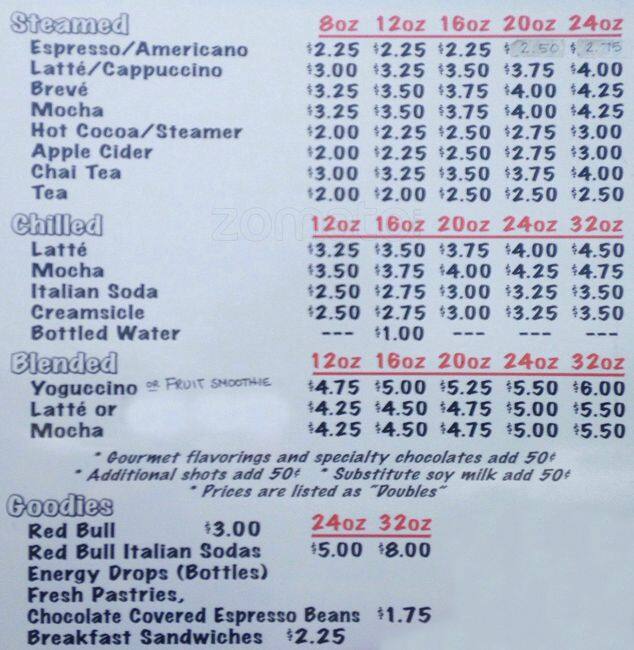 Steamed 8oz 12oz 16oz 20oz 24oz
Espresso/Americano $2.25 $2.25 $2.25 $2.50 $2.75
Latté/Cappuccino $3.00 $3.25 $3.50 $3.75 $4.00
Brevé $3.25 $3.50 $3.75 $4.00 $4.25
Mocha $3.25 $3.50 $3.75 $4.00 $4.25
Hot Cocoa/Steamer $2.00 $2.25 $2.50 $2.75 $3.00
Apple Cider $2.00 $2.25 $2.50 $2.75 $3.00
Chai Tea $3.00 $3.25 $3.50 $3.75 $4.00
Tea $2.00 $2.00 $2.50 $2.50 $2.50
zomato
Chilled 12oz 16oz 20oz 24oz 32oz
Latté $3.25 $3.50 $3.75 $4.00 $4.50
Mocha $3.50 $3.75 $4.00 $4.25 $4.75
Italian Soda $2.50 $2.75 $3.00 $3.25 $3.50
Creamsicle $2.50 $2.75 $3.00 $3.25 $3.50
Bottled Water --- $1.00 --- --- ---
Blended 12oz 16oz 20oz 24oz 32oz
Yoguccino OR FRUIT SMOOTHIE $4.75 $5.00 $5.25 $5.50 $6.00
Latté or $4.25 $4.50 $4.75 $5.00 $5.50
Mocha $4.25 $4.50 $4.75 $5.00 $5.50
* Gourmet flavorings and specialty chocolates add 50¢
* Additional shots add 50¢ * Substitute soy milk add 50¢
* Prices are listed as "Doubles"
Goodies 24oz 32oz
Red Bull $3.00
Red Bull Italian Sodas $5.00 $8.00
Energy Drops (Bottles)
Fresh Pastries,
Chocolate Covered Espresso Beans $1.75
Breakfast Sandwiches $2.25